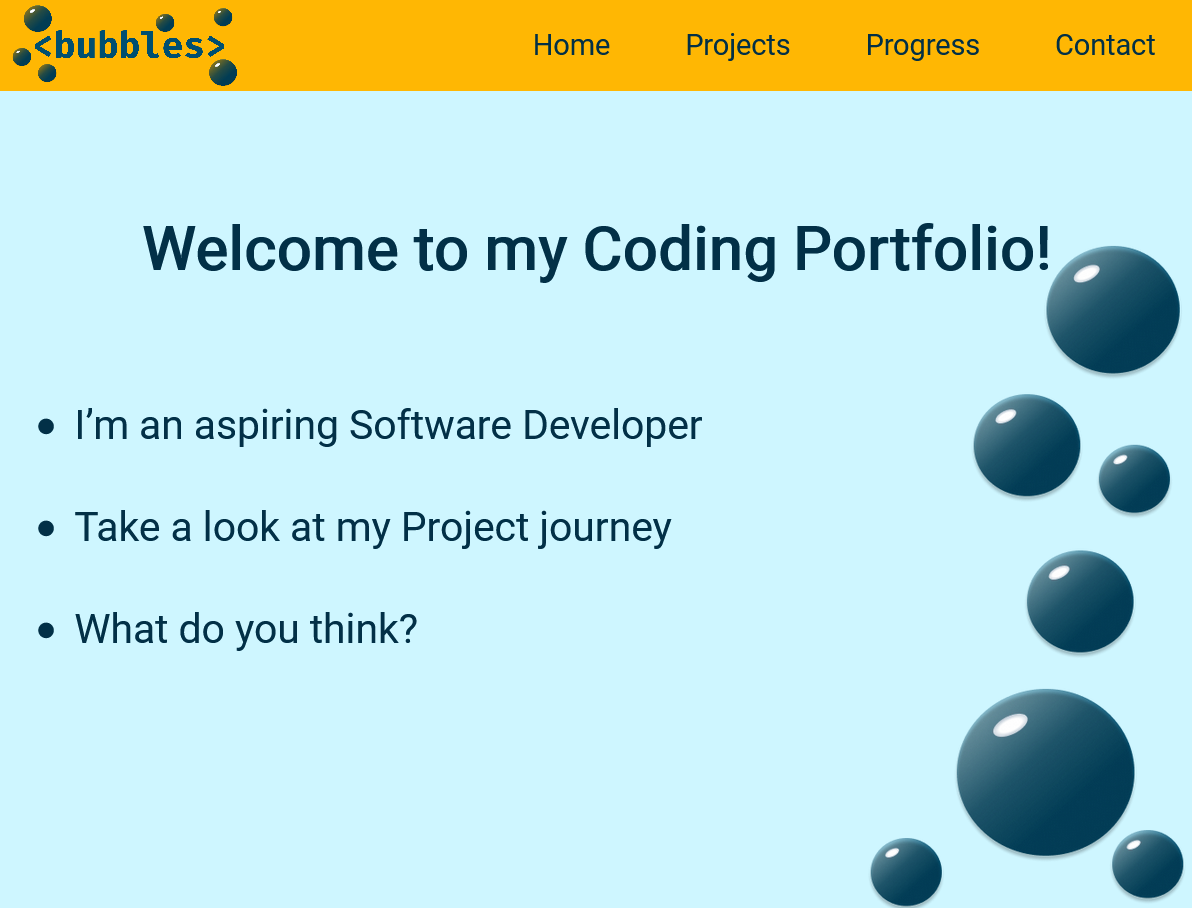 <bubbles>
Home Projects Progress Contact
Welcome to my Coding Portfolio!
• I’m an aspiring Software Developer
• Take a look at my Project journey
• What do you think?